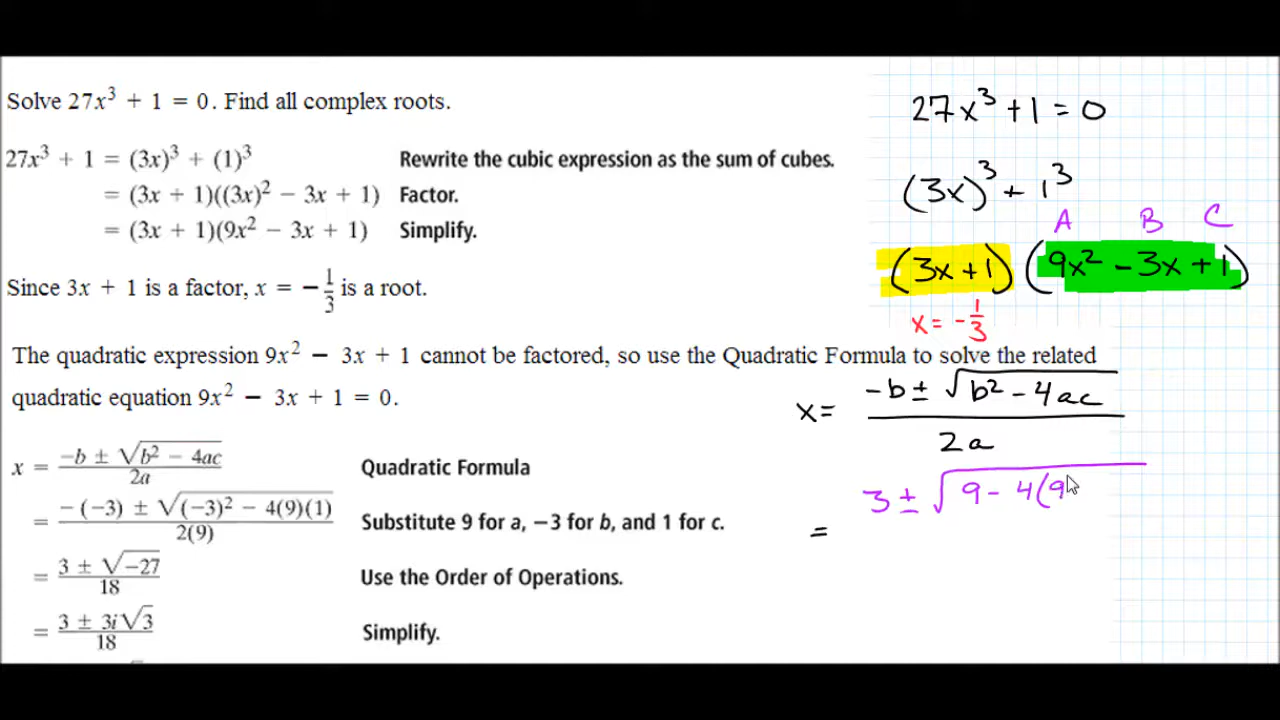 Solve 27x³ + 1 = 0. Find all complex roots.
27x³ + 1 = (3x)³ + (1)³ Rewrite the cubic expression as the sum of cubes.
= (3x + 1)((3x)² − 3x + 1) Factor.
= (3x + 1)(9x² − 3x + 1) Simplify.
Since 3x + 1 is a factor, x = −1/3 is a root.
The quadratic expression 9x² − 3x + 1 cannot be factored, so use the Quadratic Formula to solve the related
quadratic equation 9x² − 3x + 1 = 0.
x = (−b ± √(b² − 4ac))/2a Quadratic Formula
= (−(−3) ± √((−3)² − 4(9)(1)))/2(9) Substitute 9 for a, −3 for b, and 1 for c.
= (3 ± √(−27))/18 Use the Order of Operations.
= (3 ± 3i√3)/18 Simplify.
27x³ + 1 = 0
(3x)³ + 1³
A B C
(3x + 1) (9x² − 3x + 1)
x = −1/3
x = (−b ± √(b² − 4ac))/2a
= 3 ± √9 − 4(9